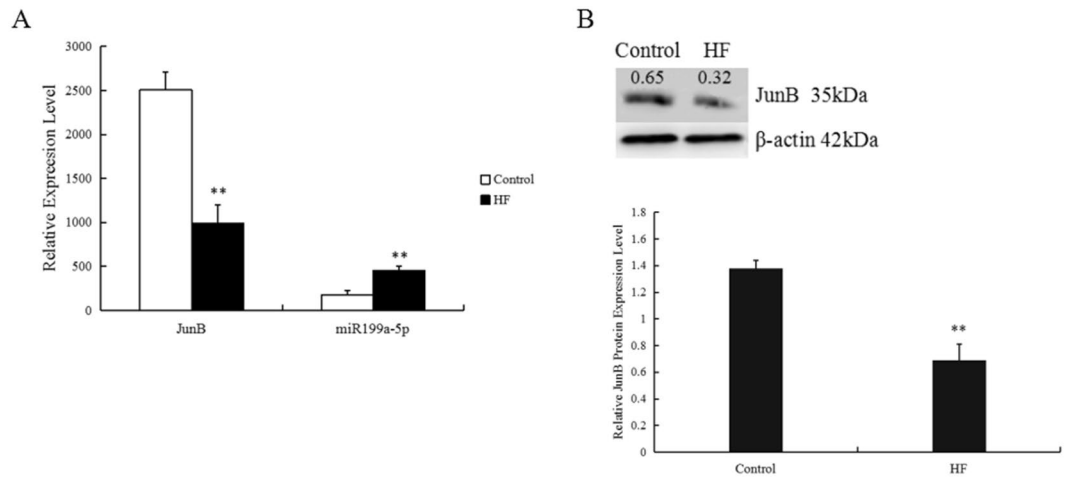 A
Relative Expression Level
3000
2500
2000
1500
1000
500
0
**
**
JunB
miR199a-5p
Control
HF
B
Control HF
0.65 0.32
JunB 35kDa
β-actin 42kDa
Relative JunB Protein Expression Level
1.8
1.6
1.4
1.2
1
0.8
0.6
0.4
0.2
0
**
Control
HF